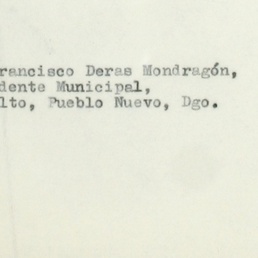 rancisco Deras Mondragón,
dente Municipal,
lto, Pueblo Nuevo, Dgo.